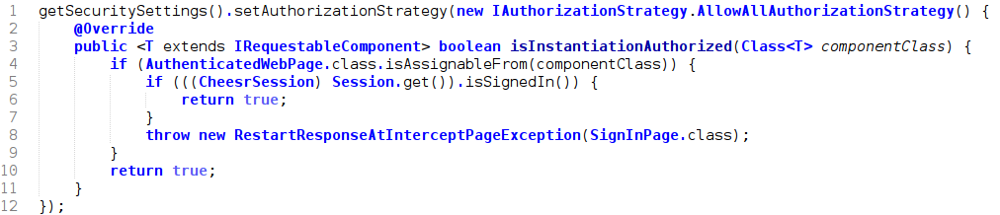 1 getSecuritySettings().setAuthorizationStrategy(new IAuthorizationStrategy.AllowAllAuthorizationStrategy() {
2     @Override
3     public <T extends IRequestableComponent> boolean isInstantiationAuthorized(Class<T> componentClass) {
4         if (AuthenticatedWebPage.class.isAssignableFrom(componentClass)) {
5             if (((CheesrSession) Session.get()).isSignedIn()) {
6                 return true;
7             }
8             throw new RestartResponseAtInterceptPageException(SignInPage.class);
9         }
10         return true;
11     }
12 });